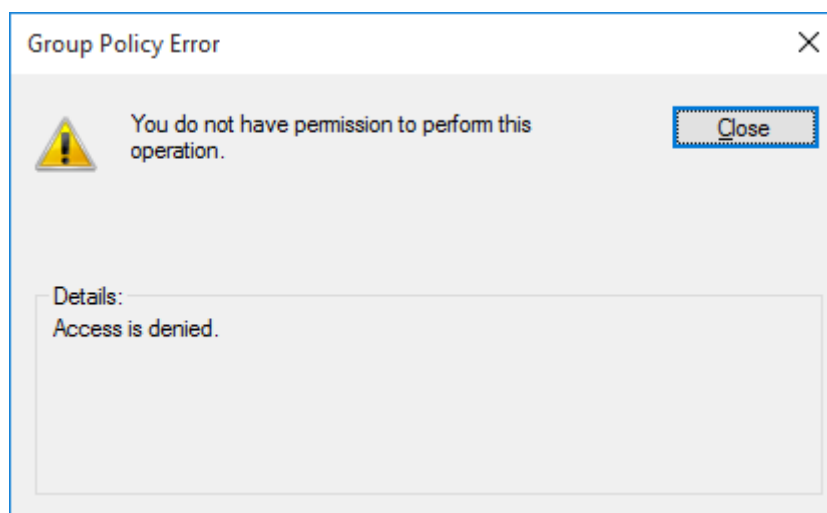 Group Policy Error
You do not have permission to perform this
operation.
Close
Details:
Access is denied.